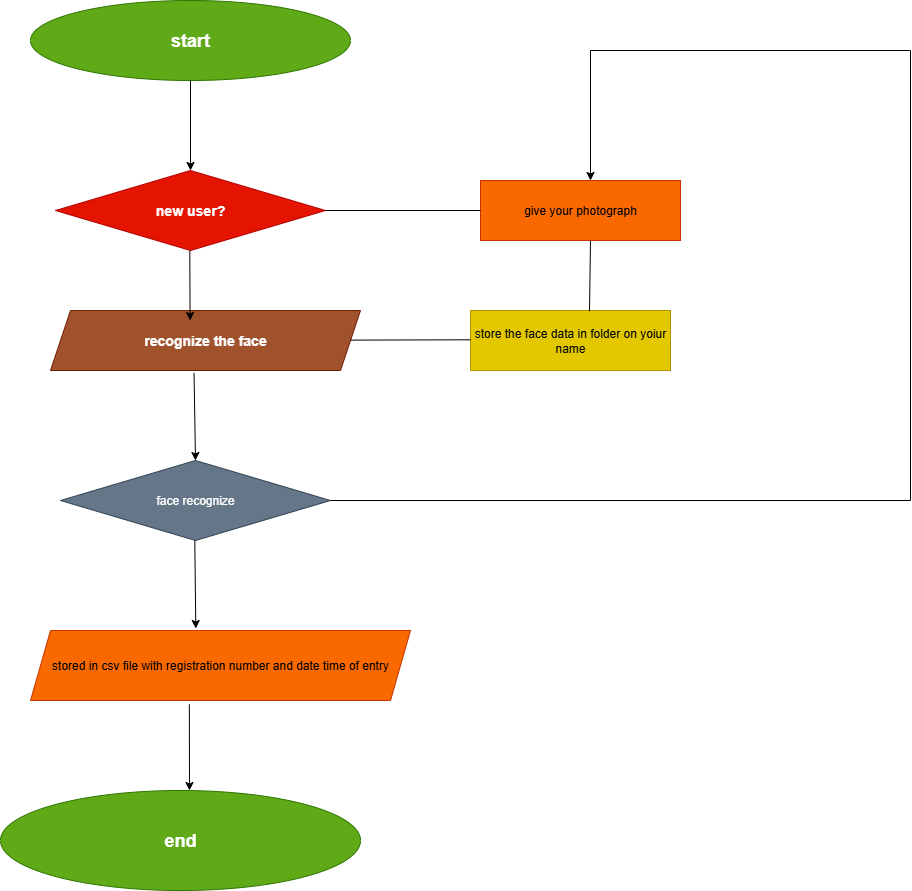 start
new user?
give your photograph
recognize the face
store the face data in folder on yoiur
name
face recognize
stored in csv file with registration number and date time of entry
end